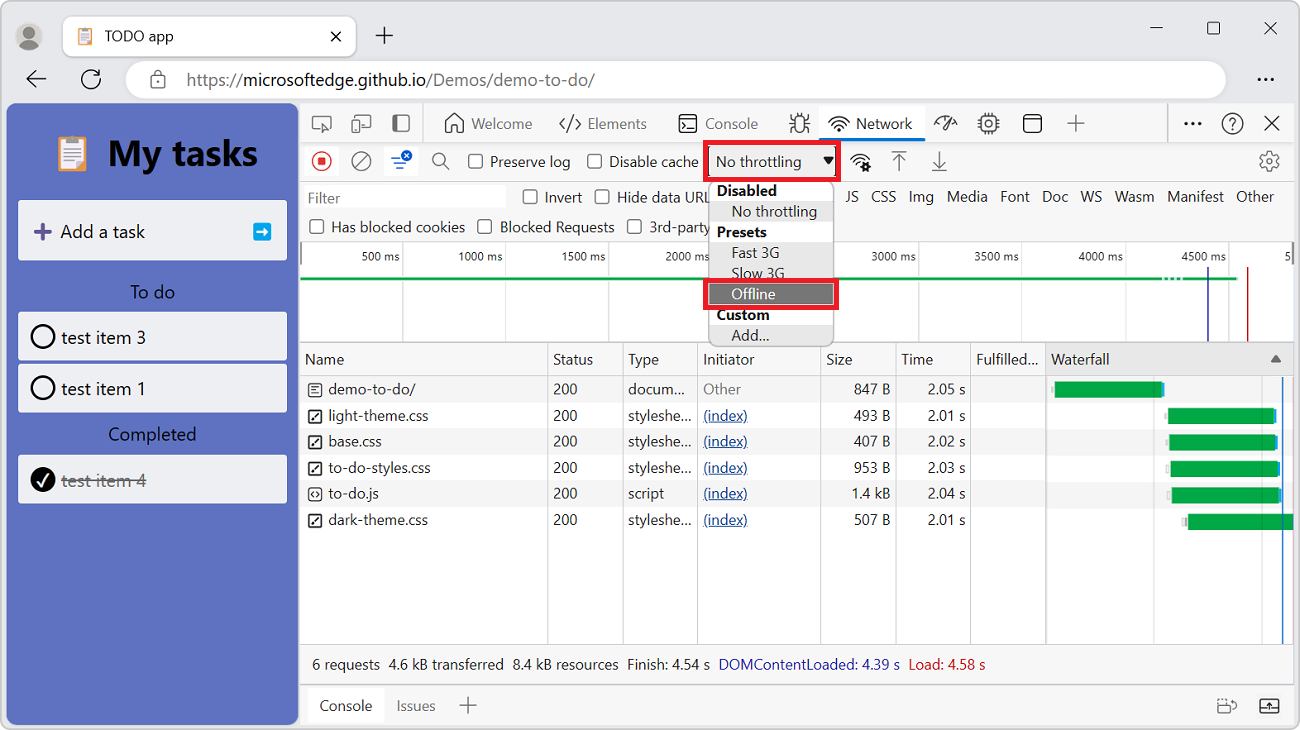 TODO app
https://microsoftedge.github.io/Demos/demo-to-do/
My tasks
Add a task
To do
test item 3
test item 1
Completed
test item 4
Welcome Elements Console Network
Preserve log Disable cache No throttling
Filter Invert Hide data URL JS CSS Img Media Font Doc WS Wasm Manifest Other
Has blocked cookies Blocked Requests 3rd-party
Disabled
No throttling
Presets
Fast 3G
Slow 3G
Offline
Custom
Add...
500 ms 1000 ms 1500 ms 2000 ms 3000 ms 3500 ms 4000 ms 4500 ms 5
Name Status Type Initiator Size Time Fulfilled... Waterfall
demo-to-do/ 200 docum... Other 847 B 2.05 s
light-theme.css 200 styleshe... (index) 493 B 2.01 s
base.css 200 styleshe... (index) 407 B 2.02 s
to-do-styles.css 200 styleshe... (index) 953 B 2.03 s
to-do.js 200 script (index) 1.4 kB 2.04 s
dark-theme.css 200 styleshe... (index) 507 B 2.01 s
6 requests 4.6 kB transferred 8.4 kB resources Finish: 4.54 s DOMContentLoaded: 4.39 s Load: 4.58 s
Console Issues